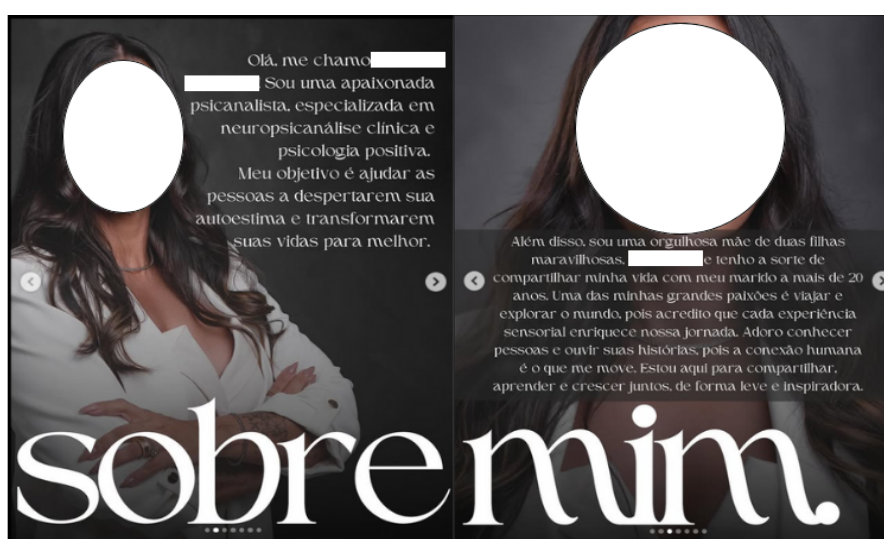 Olá, me chamo
. Sou uma apaixonada
psicanalista, especializada em
neuropsicanálise clínica e
psicologia positiva.
Meu objetivo é ajudar as
pessoas a despertarem sua
autoestima e transformarem
suas vidas para melhor.
Além disso, sou uma orgulhosa mãe de duas filhas
maravilhosas, e tenho a sorte de
compartilhar minha vida com meu marido a mais de 20
anos. Uma das minhas grandes paixões é viajar e
explorar o mundo, pois acredito que cada experiência
sensorial enriquece nossa jornada. Adoro conhecer
pessoas e ouvir suas histórias, pois a conexão humana
é o que me move. Estou aqui para compartilhar,
aprender e crescer juntos, de forma leve e inspiradora.
sobre mim.